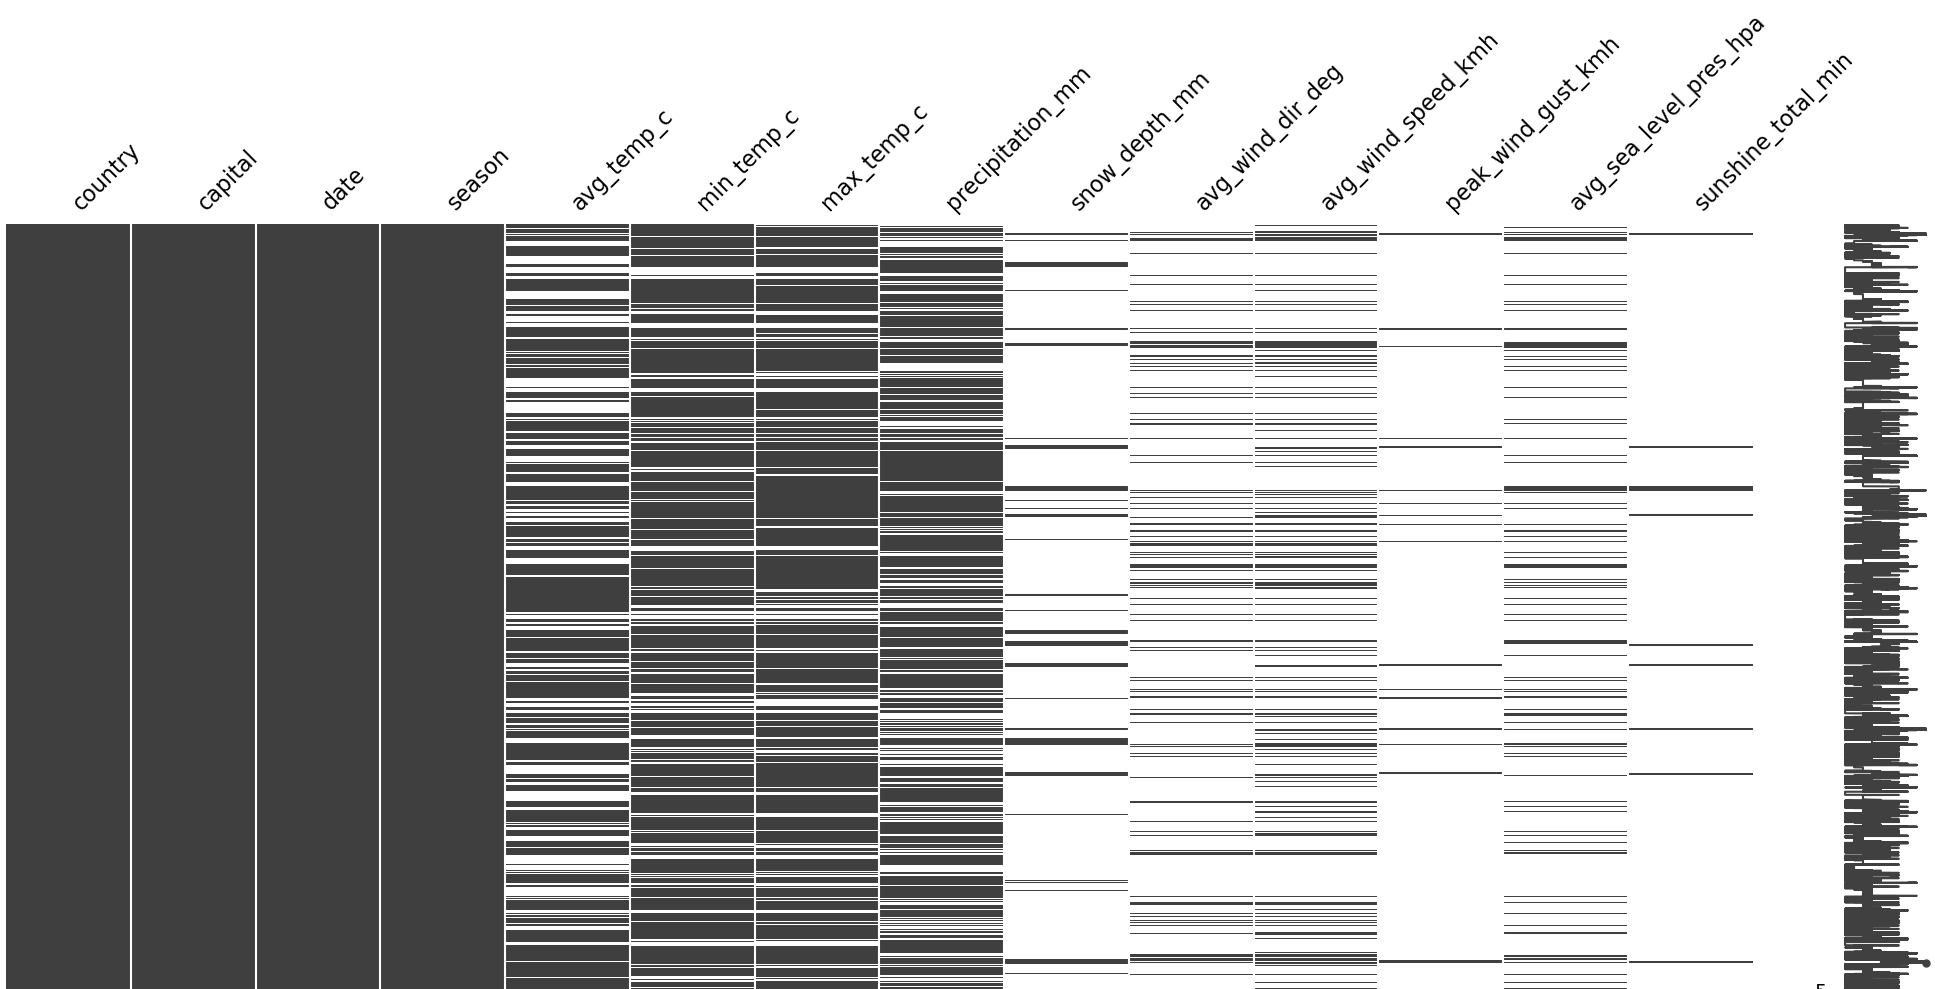 country
capital
date
season
avg_temp_c
min_temp_c
max_temp_c
precipitation_mm
snow_depth_mm
avg_wind_dir_deg
avg_wind_speed_kmh
peak_wind_gust_kmh
avg_sea_level_pres_hpa
sunshine_total_min